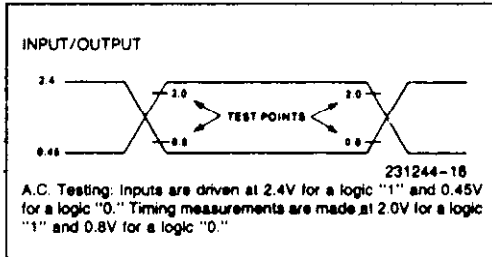 INPUT/OUTPUT
2.4
2.0
2.0
TEST POINTS
0.8
0.8
0.45
231244-16
A.C. Testing: Inputs are driven at 2.4V for a logic "1" and 0.45V
for a logic "0." Timing measurements are made at 2.0V for a logic
"1" and 0.8V for a logic "0."